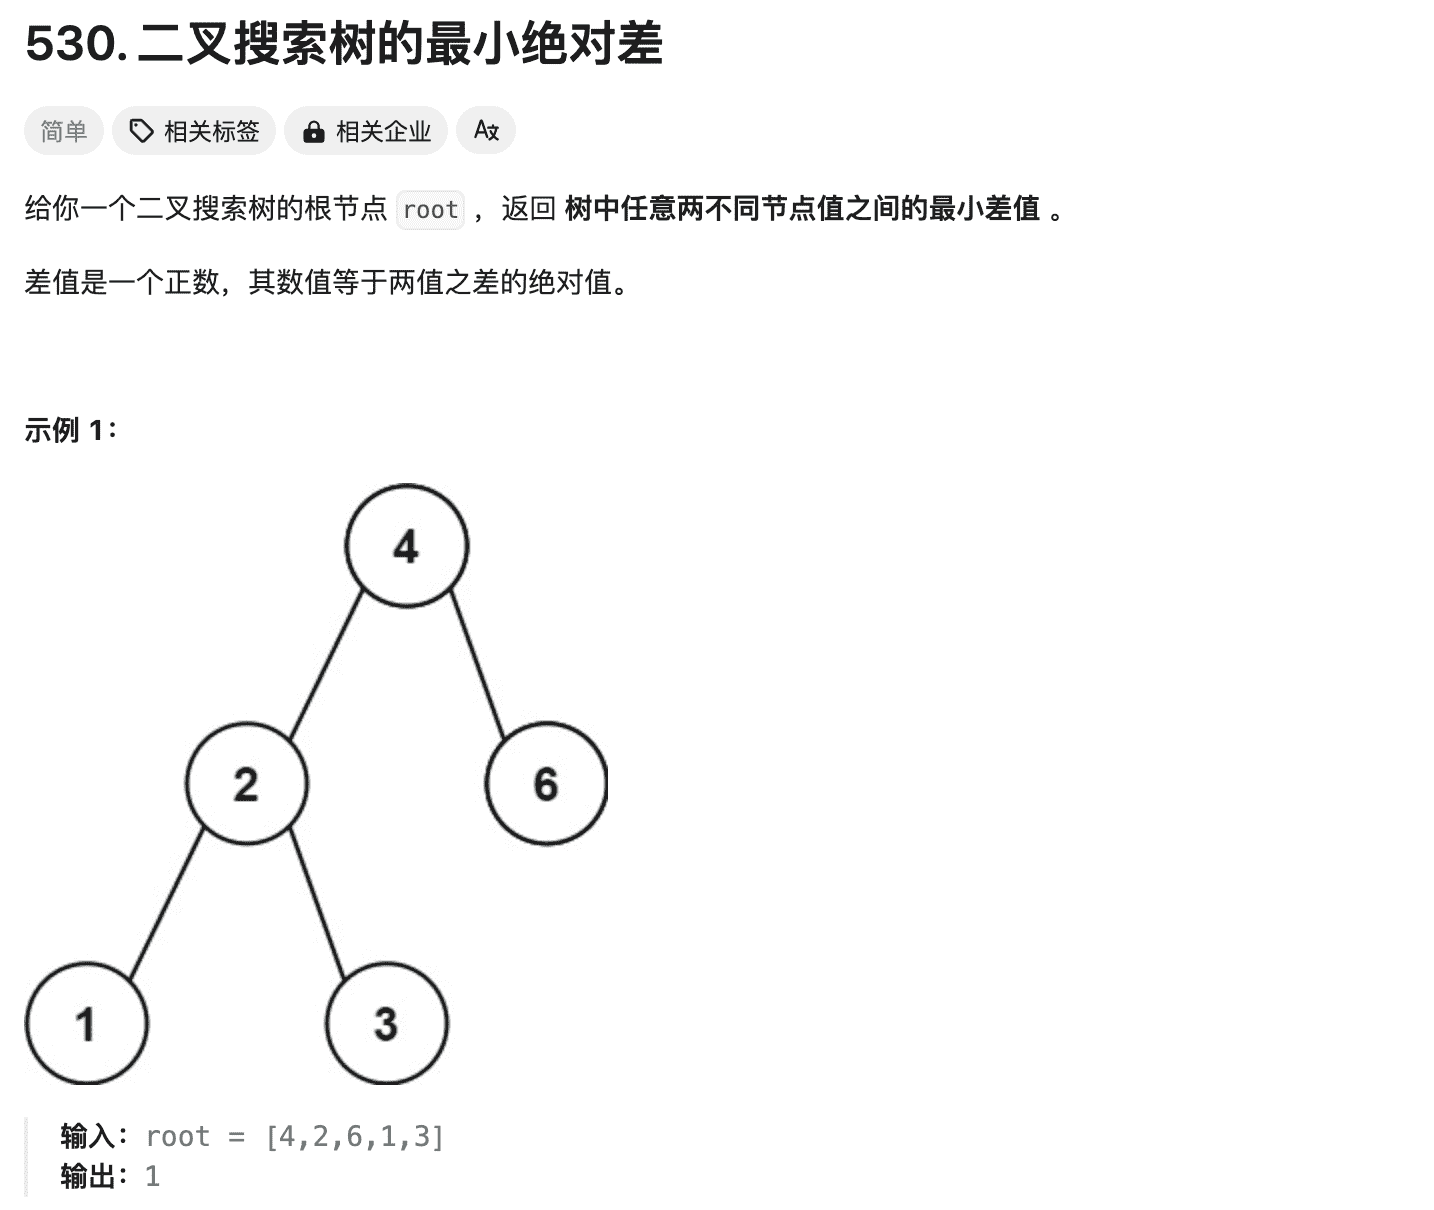 530. 二叉搜索树的最小绝对差
简单 相关标签 相关企业 A文
给你一个二叉搜索树的根节点 root ，返回 树中任意两不同节点值之间的最小差值 。
差值是一个正数，其数值等于两值之差的绝对值。
示例 1：
4
2 6
1 3
输入：root = [4,2,6,1,3]
输出：1